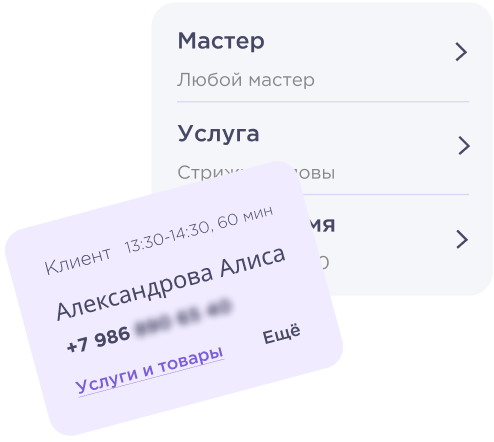 Мастер
Любой мастер
Услуга
Клиент 13:30-14:30, 60 мин
Александрова Алиса
+7 986
Услуги и товары
Ещё